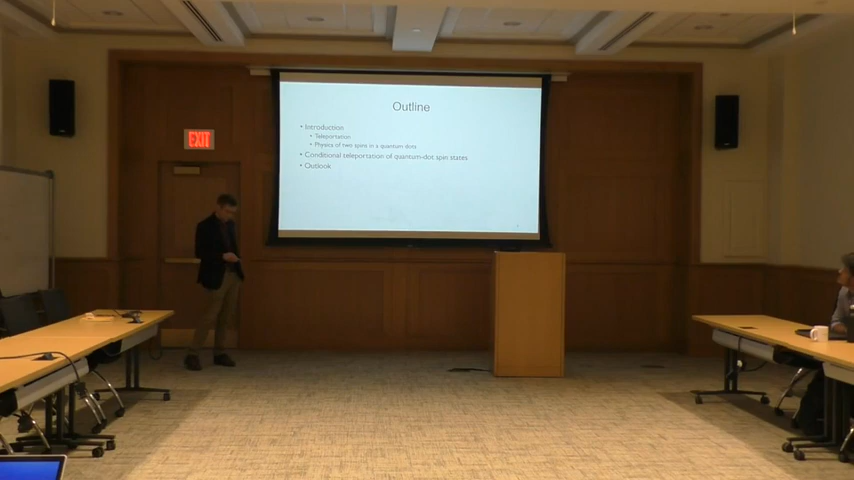 Outline
• Introduction
• Teleportation
• Physics of two spins in a quantum dots
• Conditional teleportation of quantum-dot spin states
• Outlook
EXIT